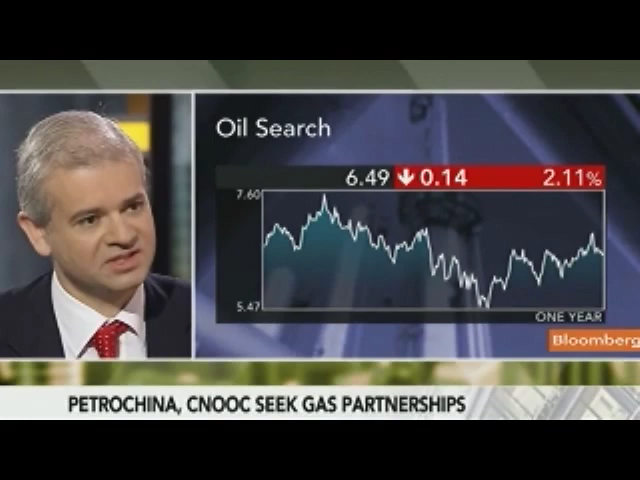 Oil Search
6.49 0.14 2.11%
7.60
5.47
ONE YEAR
Bloomberg
PETROCHINA, CNOOC SEEK GAS PARTNERSHIPS